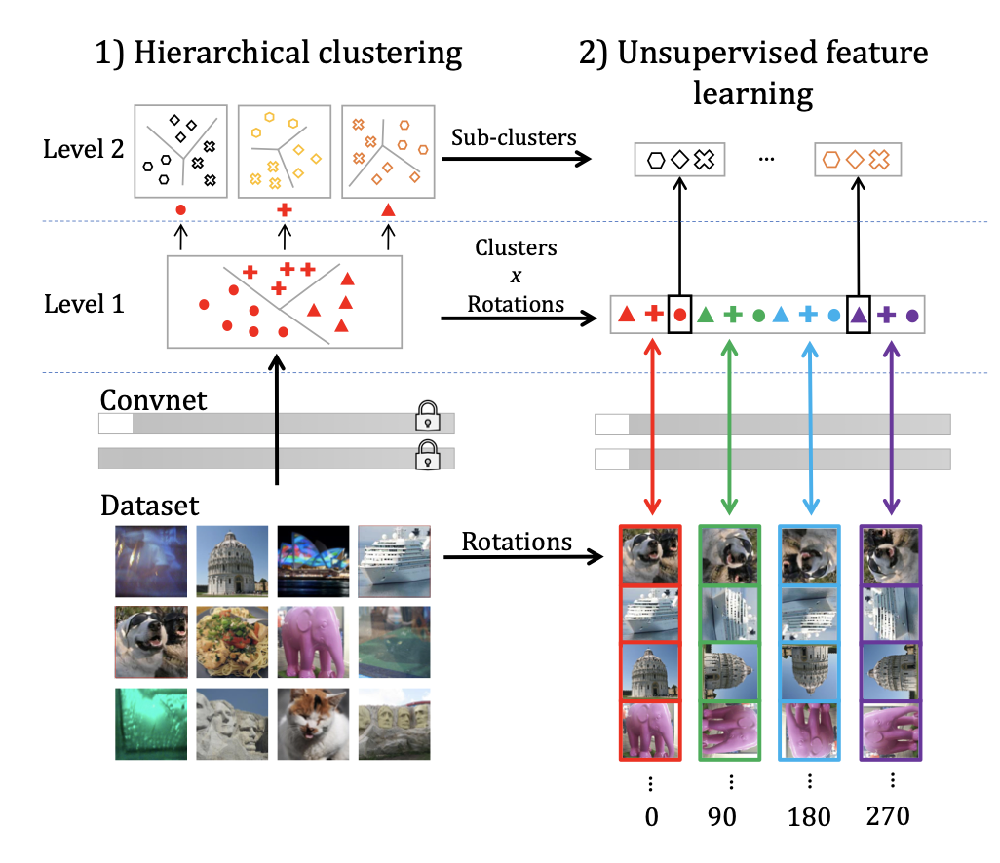 1) Hierarchical clustering
2) Unsupervised feature
learning
Level 2
Sub-clusters
...
Level 1
Clusters
x
Rotations
Convnet
Dataset
Rotations
0
90
180
270